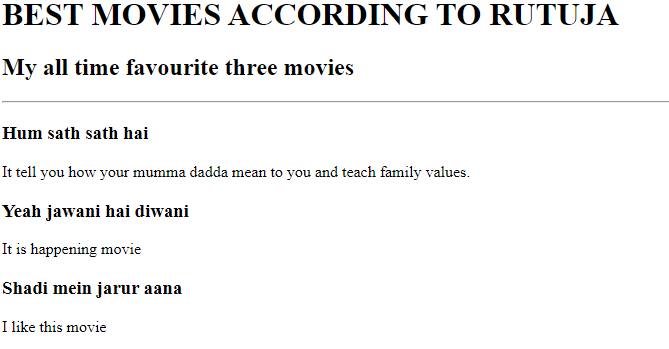 BEST MOVIES ACCORDING TO RUTUJA
My all time favourite three movies
Hum sath sath hai
It tell you how your mumma dadda mean to you and teach family values.
Yeah jawani hai diwani
It is happening movie
Shadi mein jarur aana
I like this movie